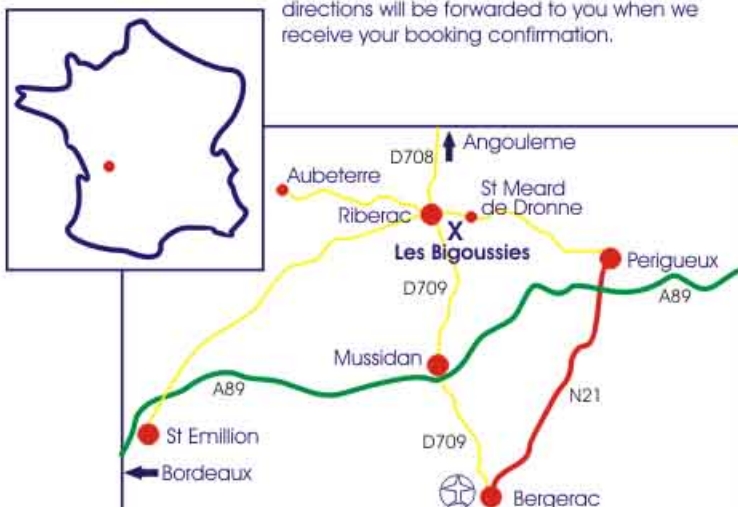 directions will be forwarded to you when we
receive your booking confirmation.
Angouleme
D708
Aubeterre
St Meard
de Dronne
Riberac
X
Les Bigoussies
Perigueux
D709
A89
Mussidan
A89
N21
St Emillion
D709
Bordeaux
Bergerac